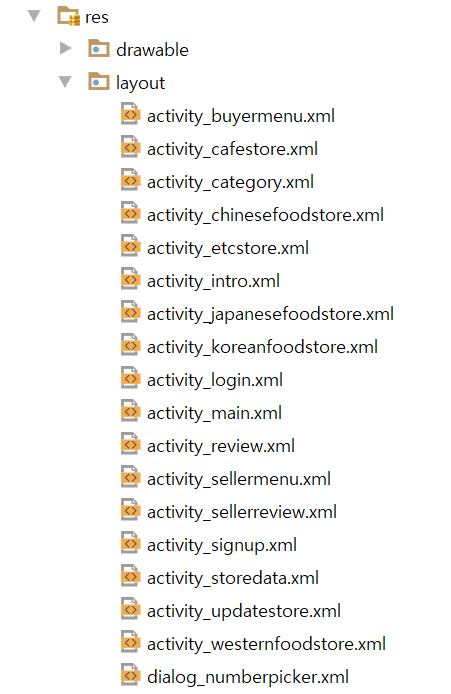 res
drawable
layout
activity_buyermenu.xml
activity_cafestore.xml
activity_category.xml
activity_chinesefoodstore.xml
activity_etcstore.xml
activity_intro.xml
activity_japanesefoodstore.xml
activity_koreanfoodstore.xml
activity_login.xml
activity_main.xml
activity_review.xml
activity_sellermenu.xml
activity_sellerreview.xml
activity_signup.xml
activity_storedata.xml
activity_updatestore.xml
activity_westernfoodstore.xml
dialog_numberpicker.xml